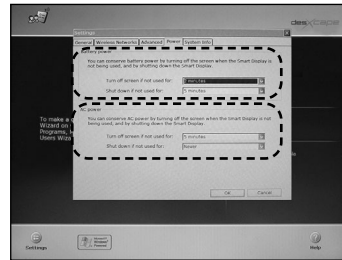 Settings
General Wireless Networks Advanced Power System Info
Battery power
You can conserve battery power by turning off the screen when the Smart Display is
not being used, and by shutting down the Smart Display.
Turn off screen if not used for: minutes
Shut down if not used for: 5 minutes
AC power
You can conserve AC power by turning off the screen when the Smart Display is not
being used, and by shutting down the Smart Display.
Turn off screen if not used for: 5 minutes
Shut down if not used for: Never
To make a
Wizard on
Programs,
Users Wiza
OK Cancel
Settings
Help